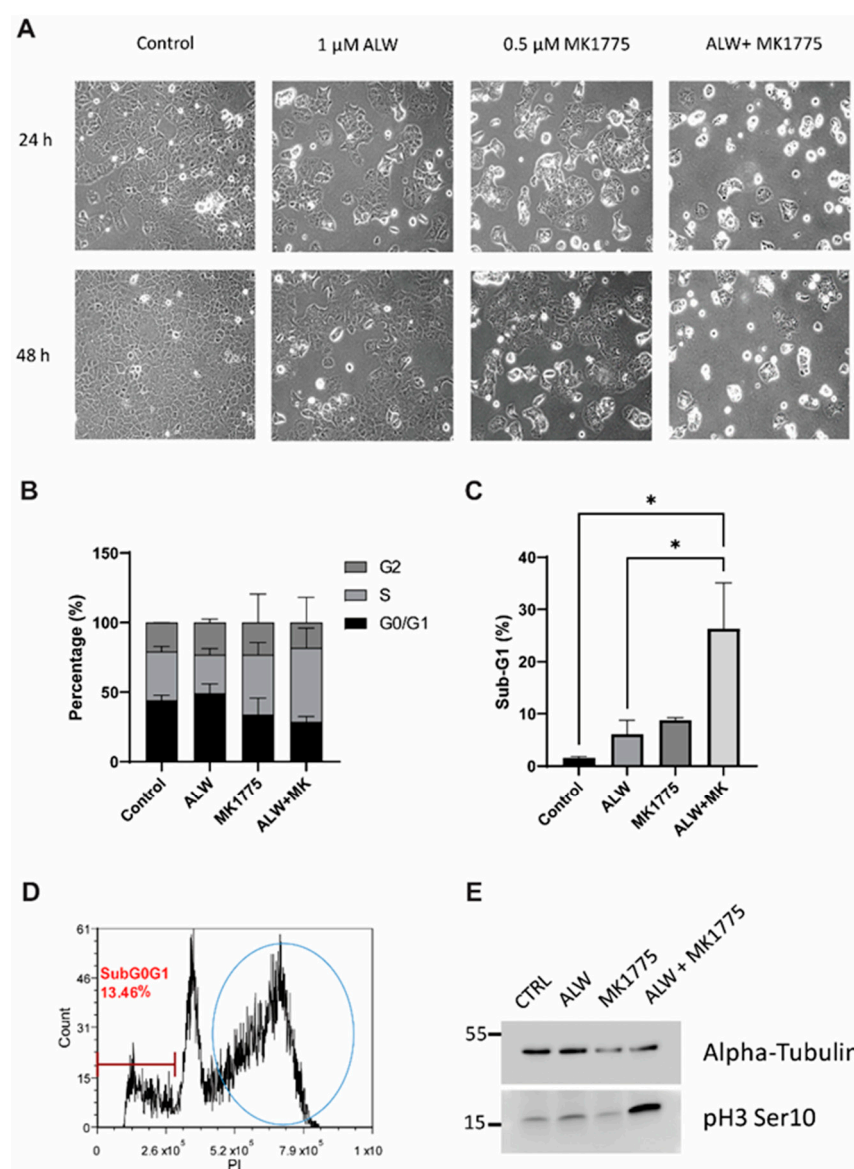 A
Control 1 µM ALW 0.5 µM MK1775 ALW+ MK1775
24 h
48 h
B
150
100
50
0
Percentage (%)
G2
S
G0/G1
Control ALW MK1775 ALW+MK
C
* 
*
40
30
20
10
0
Sub-G1 (%)
Control ALW MK1775 ALW+MK
D
61
46
31
15
0
Count
SubG0G1
13.46%
0 2.6 x10⁵ 5.2 x10⁵ 7.9 x10⁵ 1 x10
PI
E
CTRL ALW MK1775 ALW + MK1775
55 Alpha-Tubulin
15 pH3 Ser10